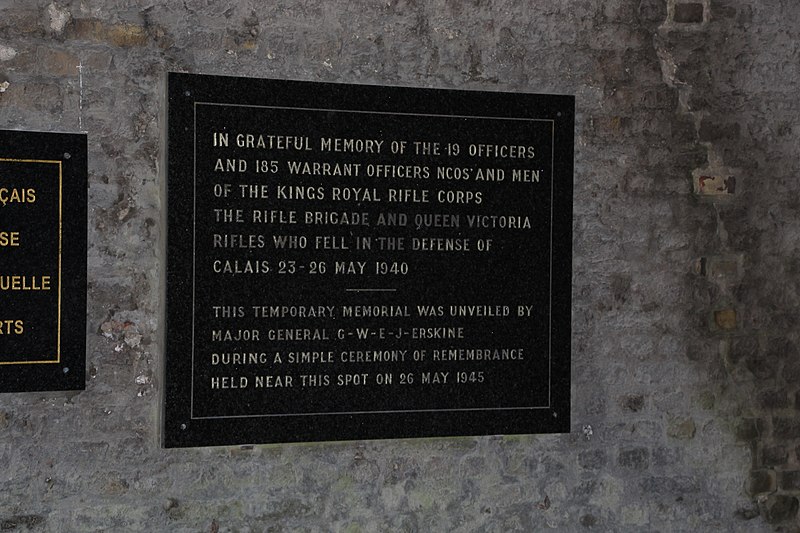 ÇAIS
SE
UELLE
RTS
IN GRATEFUL MEMORY OF THE 19 OFFICERS
AND 185 WARRANT OFFICERS NCOS' AND MEN
OF THE KINGS ROYAL RIFLE CORPS
THE RIFLE BRIGADE AND QUEEN VICTORIA
RIFLES WHO FELL IN THE DEFENSE OF
CALAIS 23-26 MAY 1940
THIS TEMPORARY MEMORIAL WAS UNVEILED BY
MAJOR GENERAL G-W-E-J-ERSKINE
DURING A SIMPLE CEREMONY OF REMEMBRANCE
HELD NEAR THIS SPOT ON 26 MAY 1945